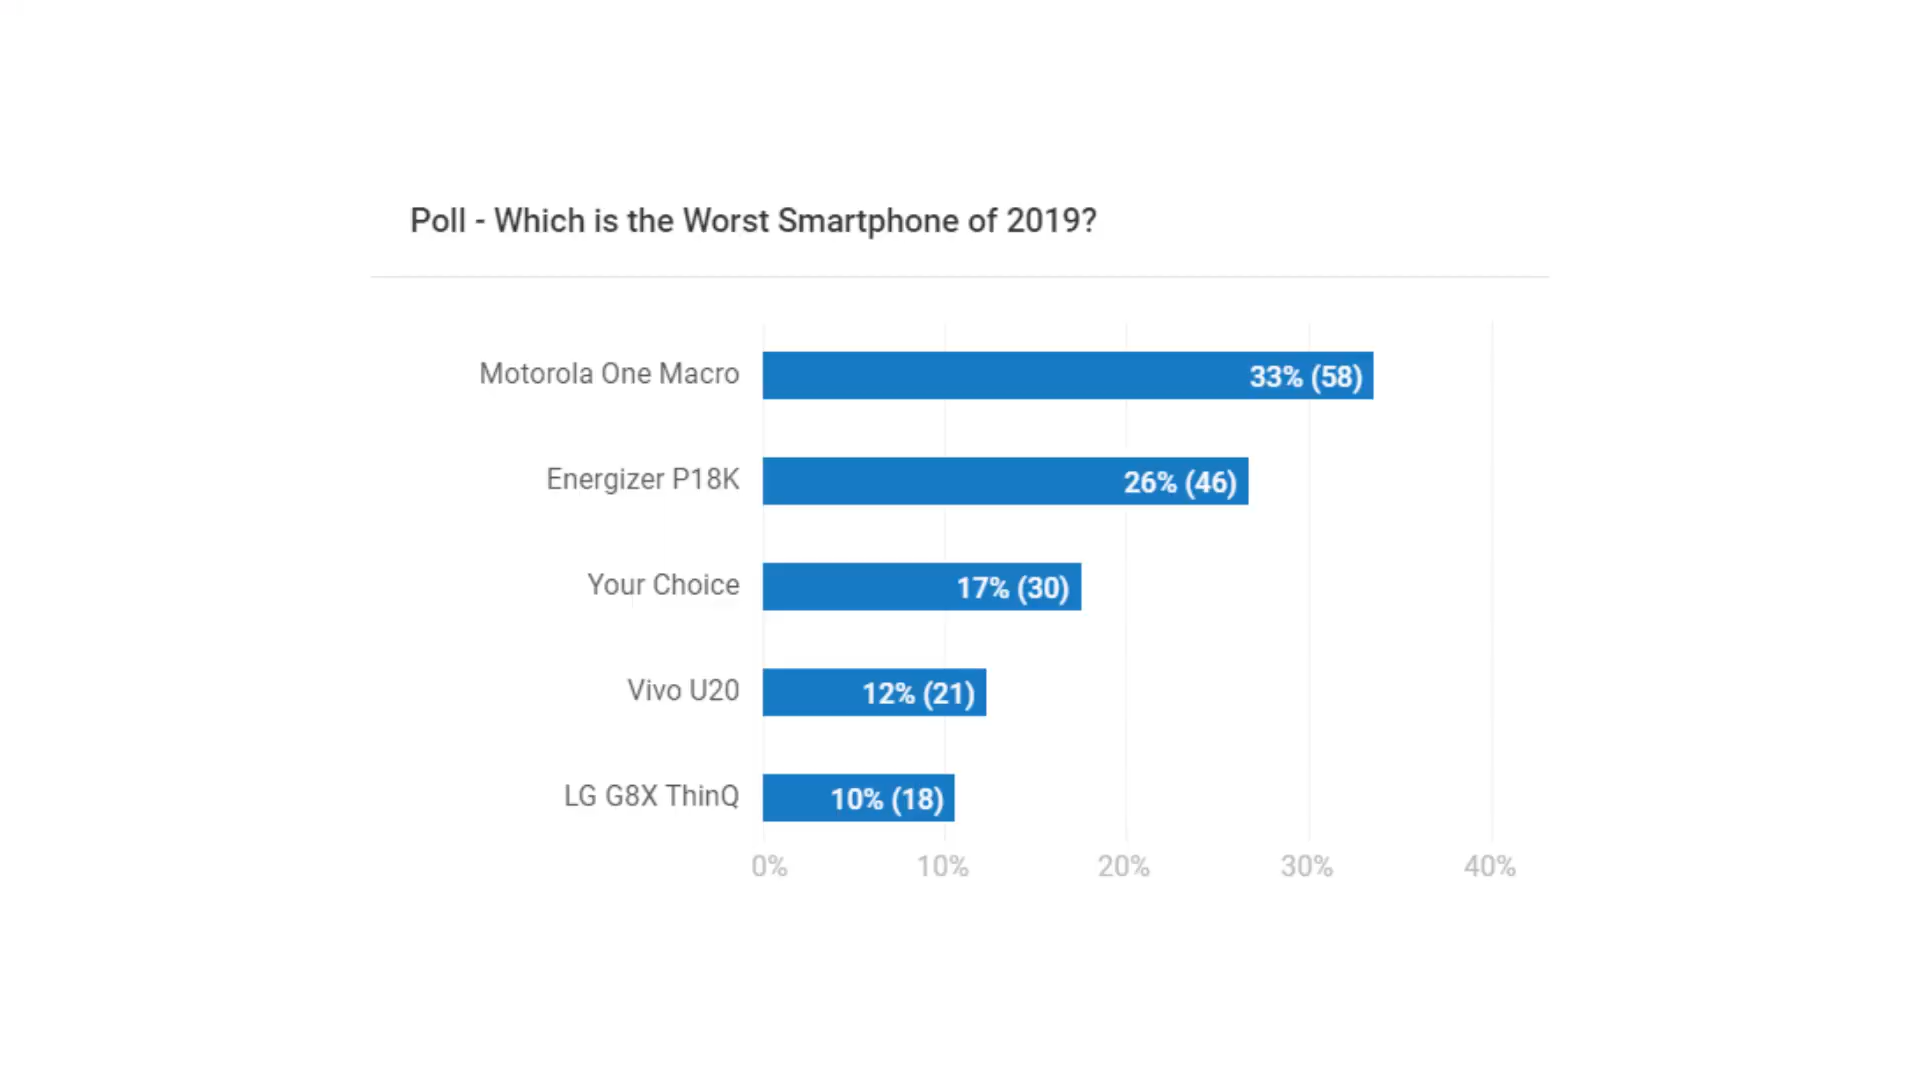 Poll - Which is the Worst Smartphone of 2019?
Motorola One Macro 33% (58)
Energizer P18K 26% (46)
Your Choice 17% (30)
Vivo U20 12% (21)
LG G8X ThinQ 10% (18)
0% 10% 20% 30% 40%